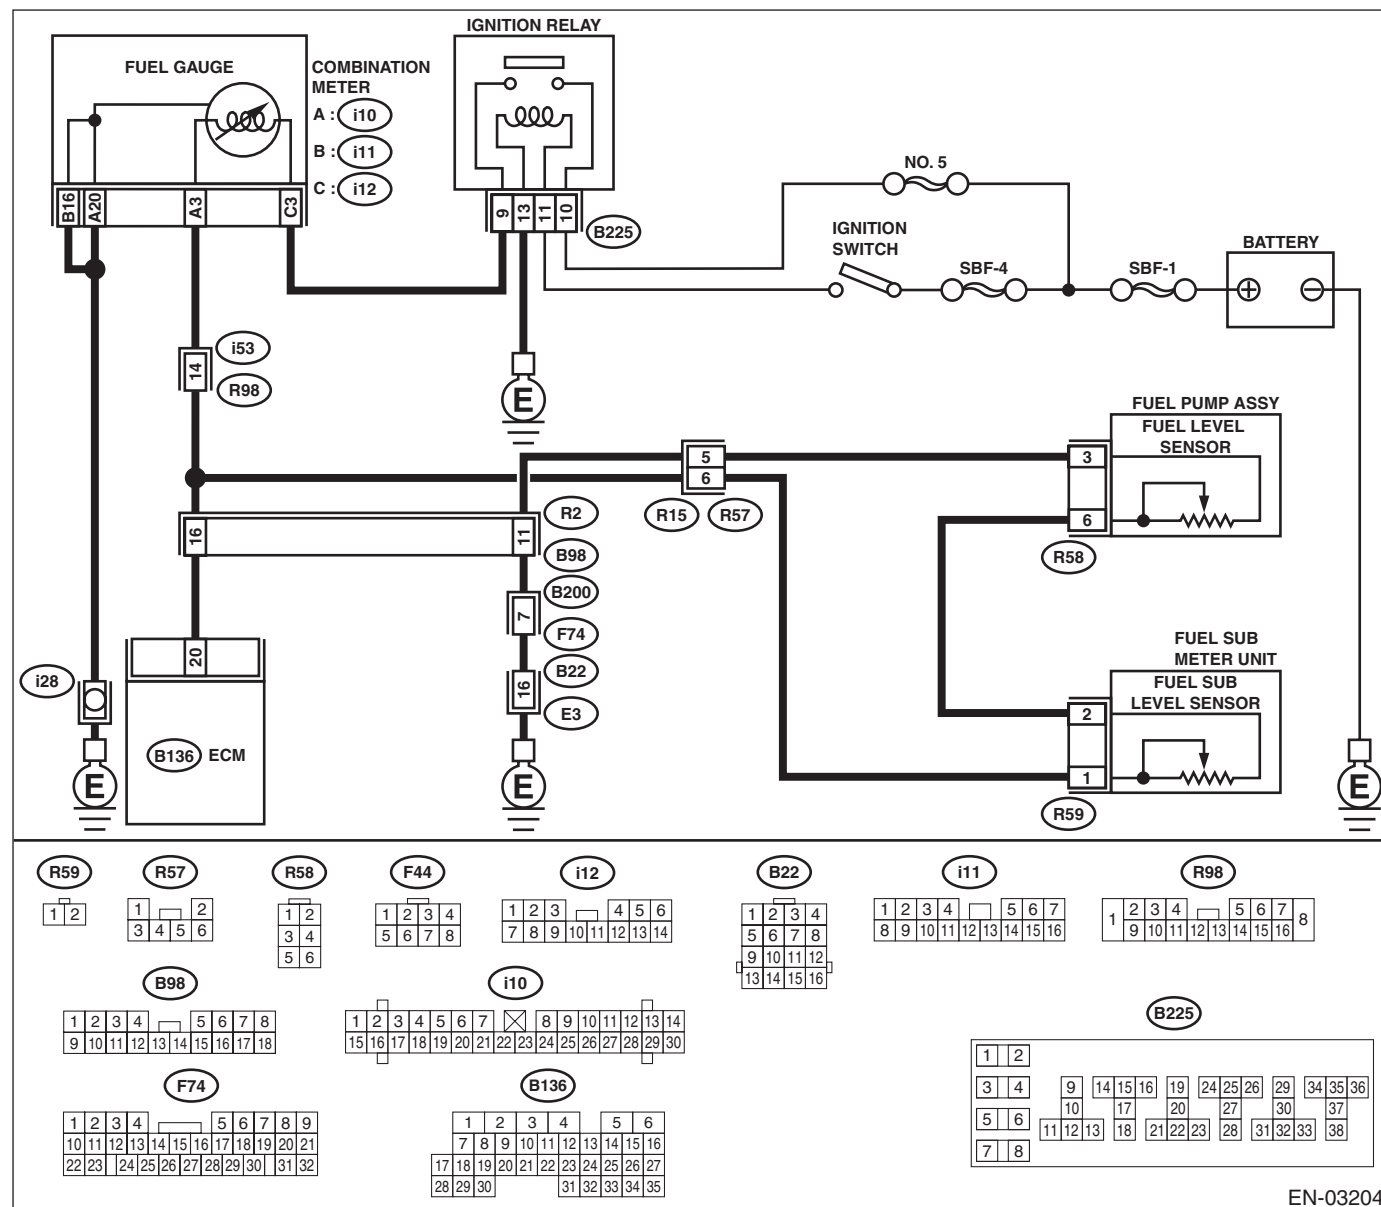 IGNITION RELAY
FUEL GAUGE
COMBINATION
METER
A : i10
B : i11
C : i12
B16 A20 A3 C3
9 13 11 10
B225
NO. 5
IGNITION
SWITCH
SBF-4
SBF-1
BATTERY
+ −
i53
14
R98
E
FUEL PUMP ASSY
FUEL LEVEL
SENSOR
5
6
R15 R57
3
6
R58
R2
16 11
B98
B200
7
F74
B22
16
E3
20
i28
B136 ECM
E
E
FUEL SUB
METER UNIT
FUEL SUB
LEVEL SENSOR
2
1
R59
E
R59 R57 R58 F44 i12 B22 i11 R98
R59
1 2
R57
1 2
3 4 5 6
R58
1 2
3 4
5 6
F44
1 2 3 4
5 6 7 8
i12
1 2 3 4 5 6
7 8 9 10 11 12 13 14
B22
1 2 3 4
5 6 7 8
9 10 11 12
13 14 15 16
i11
1 2 3 4 5 6 7
8 9 10 11 12 13 14 15 16
R98
1 2 3 4 5 6 7 8
9 10 11 12 13 14 15 16
B98
1 2 3 4 5 6 7 8
9 10 11 12 13 14 15 16 17 18
i10
1 2 3 4 5 6 7 8 9 10 11 12 13 14
15 16 17 18 19 20 21 22 23 24 25 26 27 28 29 30
B225
1 2
3 4 9 14 15 16 19 24 25 26 29 34 35 36
10 17 20 27 30 37
5 6 11 12 13 18 21 22 23 28 31 32 33 38
7 8
F74
1 2 3 4 5 6 7 8 9
10 11 12 13 14 15 16 17 18 19 20 21
22 23 24 25 26 27 28 29 30 31 32
B136
1 2 3 4 5 6
7 8 9 10 11 12 13 14 15 16
17 18 19 20 21 22 23 24 25 26 27
28 29 30 31 32 33 34 35
EN-03204